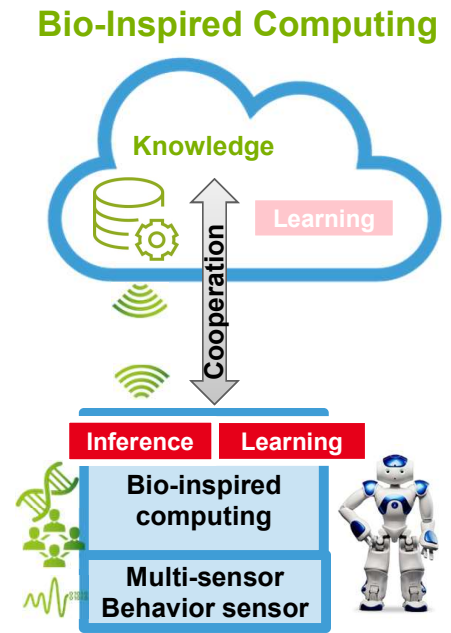 Bio-Inspired Computing
Knowledge
Learning
Cooperation
Inference
Learning
Bio-inspired
computing
Multi-sensor
Behavior sensor